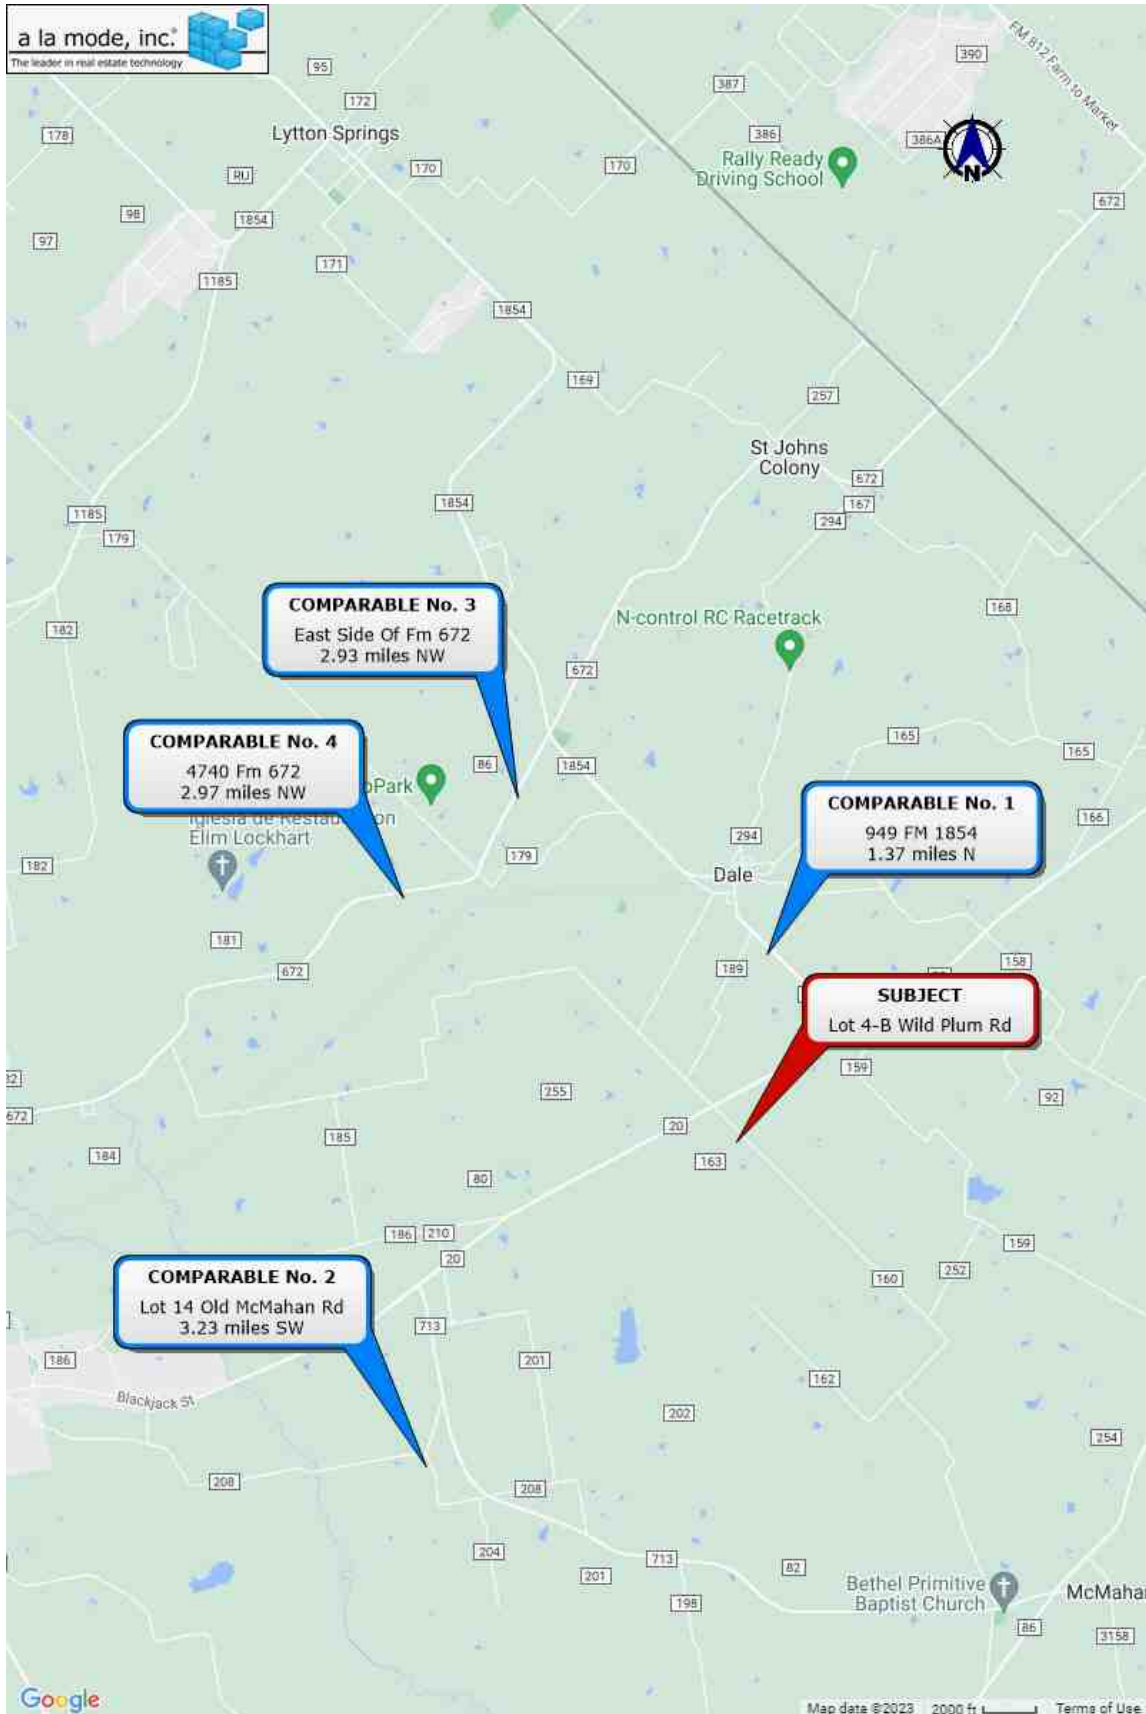 a la mode, inc.®
The leader in real estate technology
95
390
FM 812 Farm to Market
387
172
178
Lytton Springs
386
386A
170
170
Rally Ready
Driving School
N
RU
672
98
1854
97
171
1185
1854
169
257
St Johns
Colony
672
1854
167
1185
294
179
COMPARABLE No. 3
East Side Of Fm 672
2.93 miles NW
168
N-control RC Racetrack
182
672
COMPARABLE No. 4
4740 Fm 672
2.97 miles NW
165
165
86
1854
oPark
COMPARABLE No. 1
949 FM 1854
1.37 miles N
166
Iglesia de Restauracion
Elim Lockhart
294
179
182
Dale
181
189
158
672
SUBJECT
Lot 4-B Wild Plum Rd
159
82
255
92
672
20
185
184
163
80
186
210
159
20
252
160
COMPARABLE No. 2
Lot 14 Old McMahan Rd
3.23 miles SW
713
186
201
162
Blackjack St
202
254
208
208
204
713
82
201
Bethel Primitive
Baptist Church
McMaha
198
86
3158
Google
Map data ©2023
2000 ft
Terms of Use